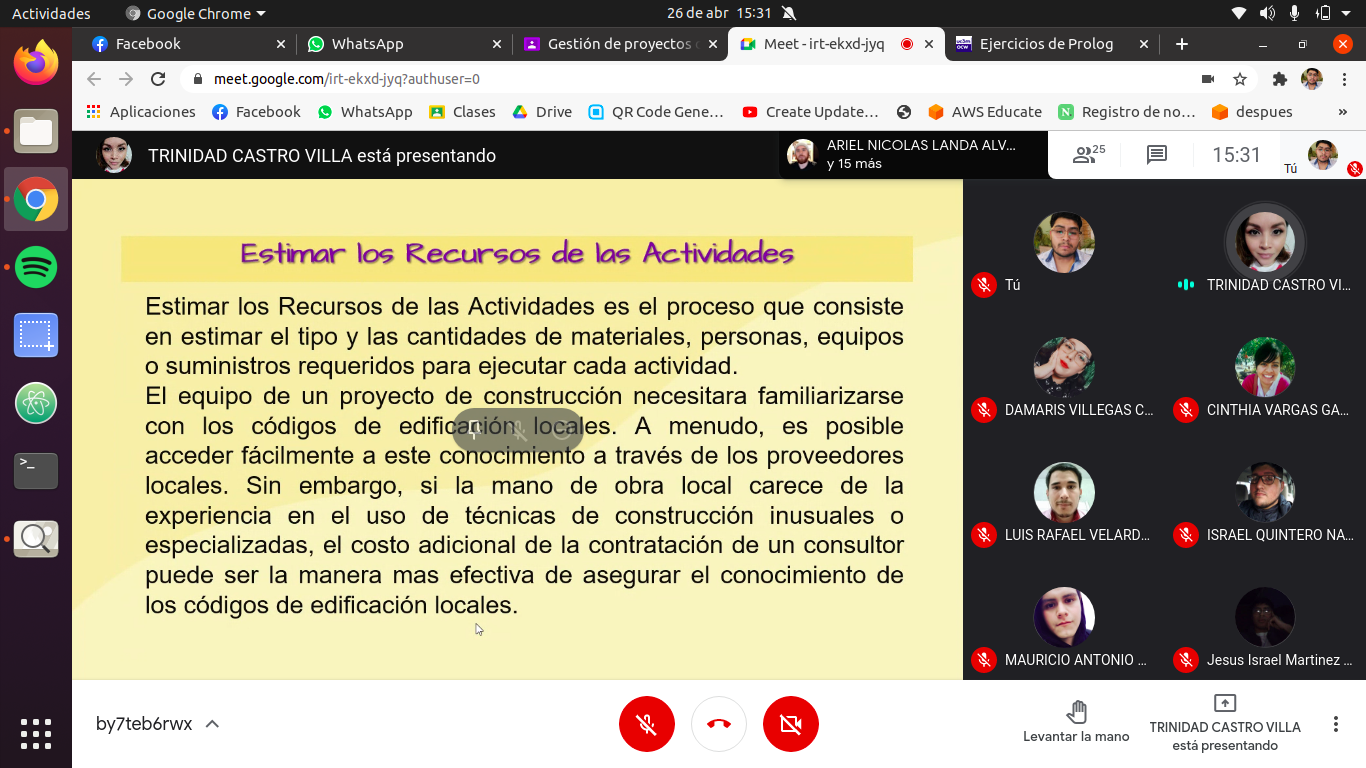 Actividades
Google Chrome
26 de abr 15:31
Facebook
WhatsApp
Gestión de proyectos
Meet - irt-ekxd-jyq
Ejercicios de Prolog
meet.google.com/irt-ekxd-jyq?authuser=0
Aplicaciones
Facebook
WhatsApp
Clases
Drive
QR Code Gene...
Create Update...
AWS Educate
Registro de no...
despues
»
TRINIDAD CASTRO VILLA está presentando
ARIEL NICOLAS LANDA ALV...
y 15 más
25
15:31
Tú
Estimar los Recursos de las Actividades
Estimar los Recursos de las Actividades es el proceso que consiste
en estimar el tipo y las cantidades de materiales, personas, equipos
o suministros requeridos para ejecutar cada actividad.
El equipo de un proyecto de construcción necesitara familiarizarse
con los códigos de edificación locales. A menudo, es posible
acceder fácilmente a este conocimiento a través de los proveedores
locales. Sin embargo, si la mano de obra local carece de la
experiencia en el uso de técnicas de construcción inusuales o
especializadas, el costo adicional de la contratación de un consultor
puede ser la manera mas efectiva de asegurar el conocimiento de
los códigos de edificación locales.
Tú
TRINIDAD CASTRO VI...
DAMARIS VILLEGAS C...
CINTHIA VARGAS GA...
LUIS RAFAEL VELARD...
ISRAEL QUINTERO NA...
MAURICIO ANTONIO ...
Jesus Israel Martinez ...
by7teb6rwx
Levantar la mano
TRINIDAD CASTRO VILLA
está presentando